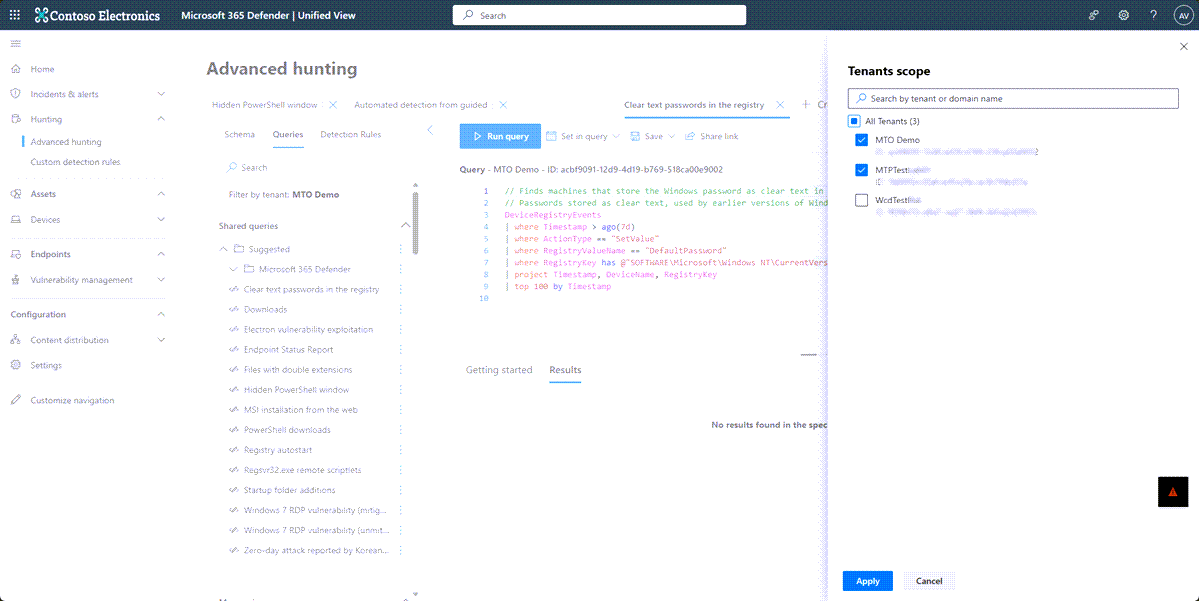 Contoso Electronics
Microsoft 365 Defender | Unified View
Search
AV
Home
Incidents & alerts
Hunting
Advanced hunting
Custom detection rules
Assets
Devices
Endpoints
Vulnerability management
Configuration
Content distribution
Settings
Customize navigation
Advanced hunting
Hidden PowerShell window
Automated detection from guided
Clear text passwords in the registry
Cr
Schema
Queries
Detection Rules
Search
Filter by tenant: MTO Demo
Shared queries
Suggested
Microsoft 365 Defender
Clear text passwords in the registry
Downloads
Electron vulnerability exploitation
Endpoint Status Report
Files with double extensions
Hidden PowerShell window
MSI installation from the web
PowerShell downloads
Registry autostart
Regsvr32.exe remote scriptlets
Startup folder additions
Windows 7 RDP vulnerability (mitig...
Windows 7 RDP vulnerability (unmit...
Zero-day attack reported by Korean...
Run query
Set in query
Save
Share link
Query - MTO Demo - ID: acbf9091-12d9-4d19-b769-518ca00e9002
1 // Finds machines that store the Windows password as clear text in
2 // Passwords stored as clear text, used by earlier versions of Wind
3 DeviceRegistryEvents
4 | where Timestamp > ago(7d)
5 | where ActionType == "SetValue"
6 | where RegistryValueName == "DefaultPassword"
7 | where RegistryKey has @"SOFTWARE\Microsoft\Windows NT\CurrentVers
8 | project Timestamp, DeviceName, RegistryKey
9 | top 100 by Timestamp
10
Getting started
Results
No results found in the spec
Tenants scope
Search by tenant or domain name
All Tenants (3)
MTO Demo
MTPTest
WcdTest
Apply
Cancel